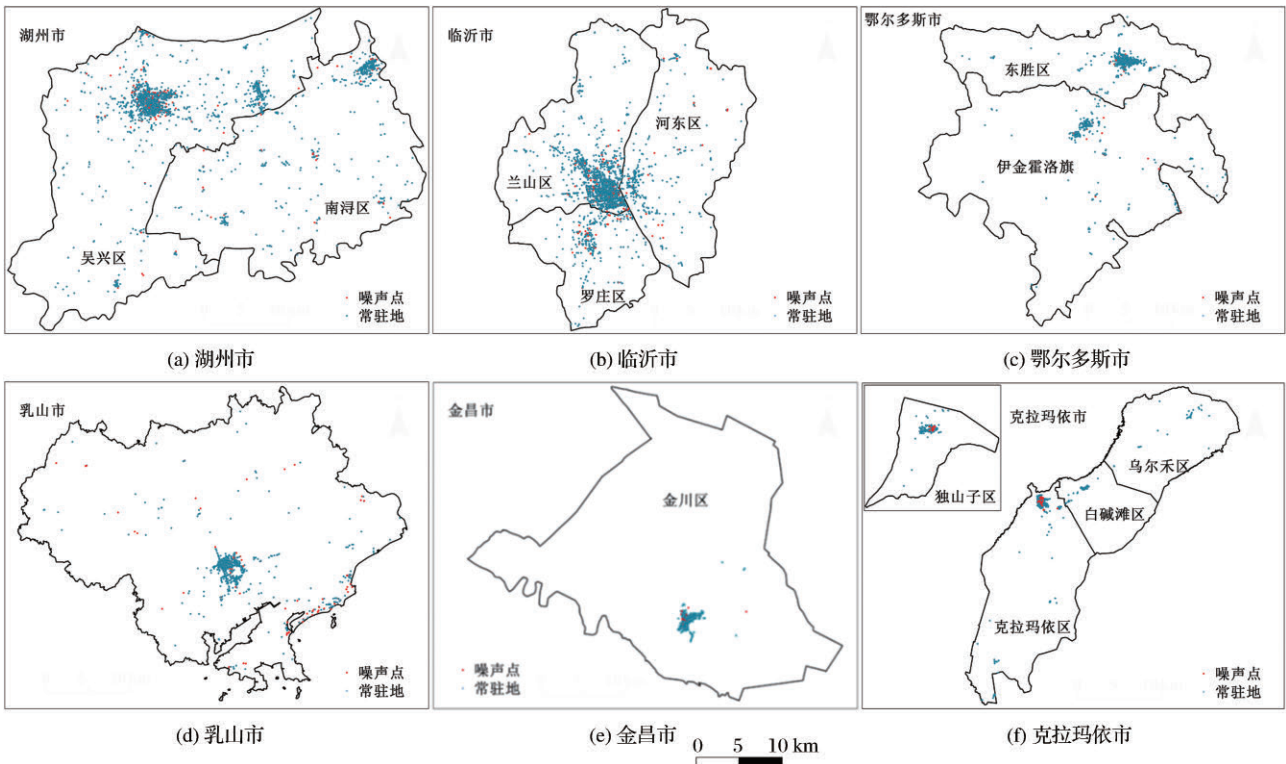 湖州市
南浔区
吴兴区
噪声点
常驻地
(a) 湖州市
临沂市
河东区
兰山区
罗庄区
噪声点
常驻地
(b) 临沂市
鄂尔多斯市
东胜区
伊金霍洛旗
噪声点
常驻地
(c) 鄂尔多斯市
乳山市
噪声点
常驻地
(d) 乳山市
金昌市
金川区
噪声点
常驻地
(e) 金昌市
克拉玛依市
独山子区
乌尔禾区
白碱滩区
克拉玛依区
噪声点
常驻地
(f) 克拉玛依市
0 5 10 km